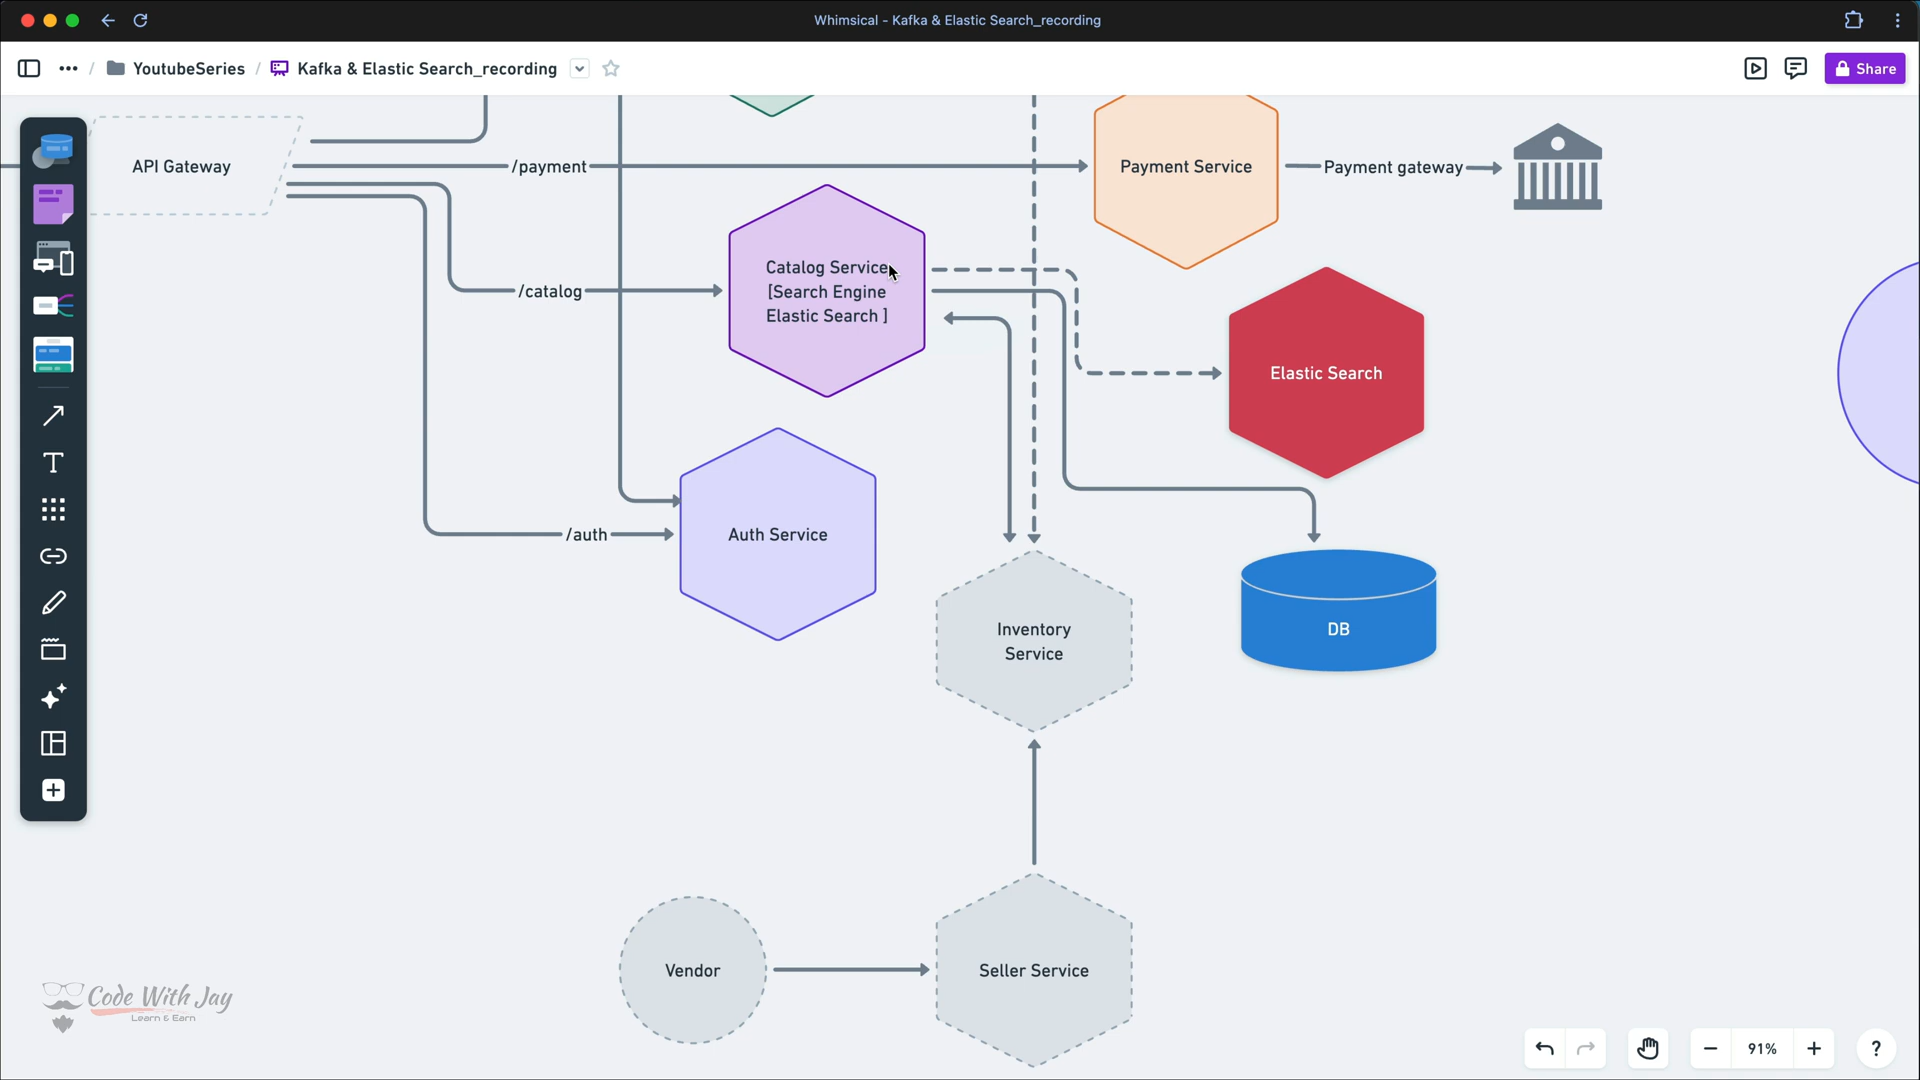 Whimsical - Kafka & Elastic Search_recording
/ YoutubeSeries / Kafka & Elastic Search_recording
Share
API Gateway
/payment
Payment Service
Payment gateway
Catalog Service
[Search Engine
Elastic Search ]
/catalog
Elastic Search
Auth Service
/auth
Inventory
Service
DB
Vendor
Seller Service
Code With Jay
Learn & Earn
91%
?